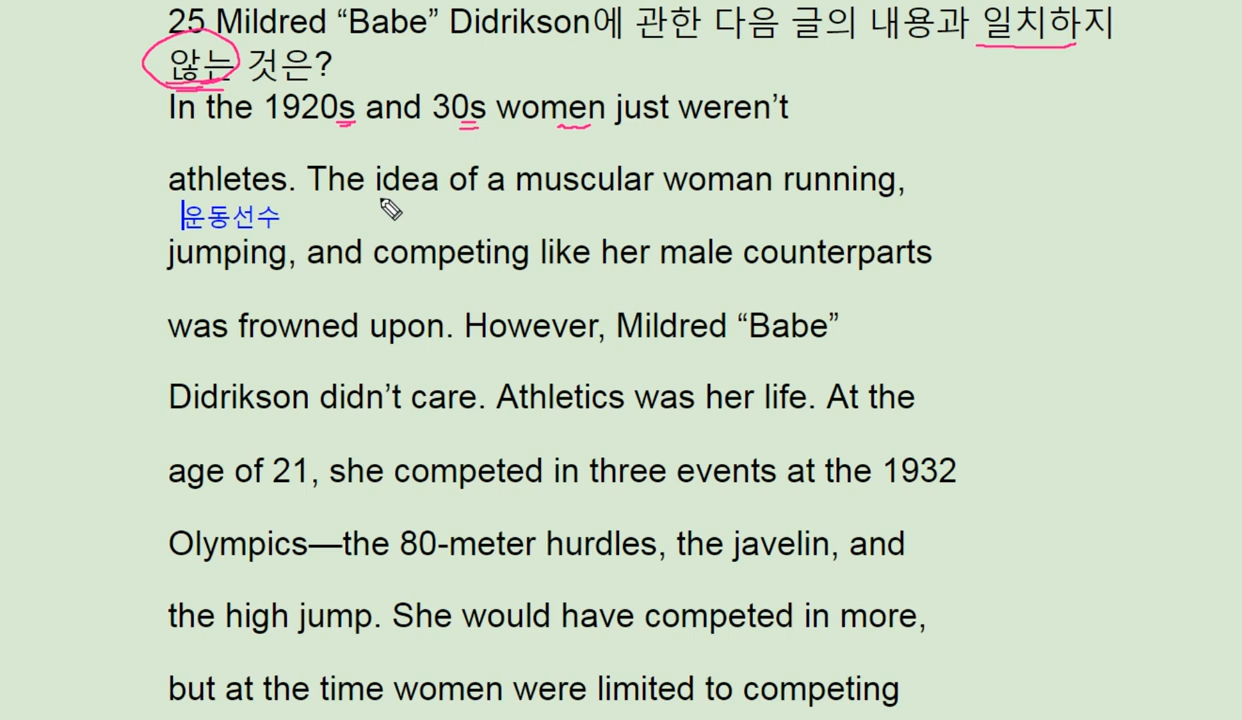 25 Mildred “Babe” Didrikson에 관한 다음 글의 내용과 일치하지
않는 것은?
In the 1920s and 30s women just weren’t
athletes. The idea of a muscular woman running,
운동선수
jumping, and competing like her male counterparts
was frowned upon. However, Mildred “Babe”
Didrikson didn’t care. Athletics was her life. At the
age of 21, she competed in three events at the 1932
Olympics—the 80-meter hurdles, the javelin, and
the high jump. She would have competed in more,
but at the time women were limited to competing